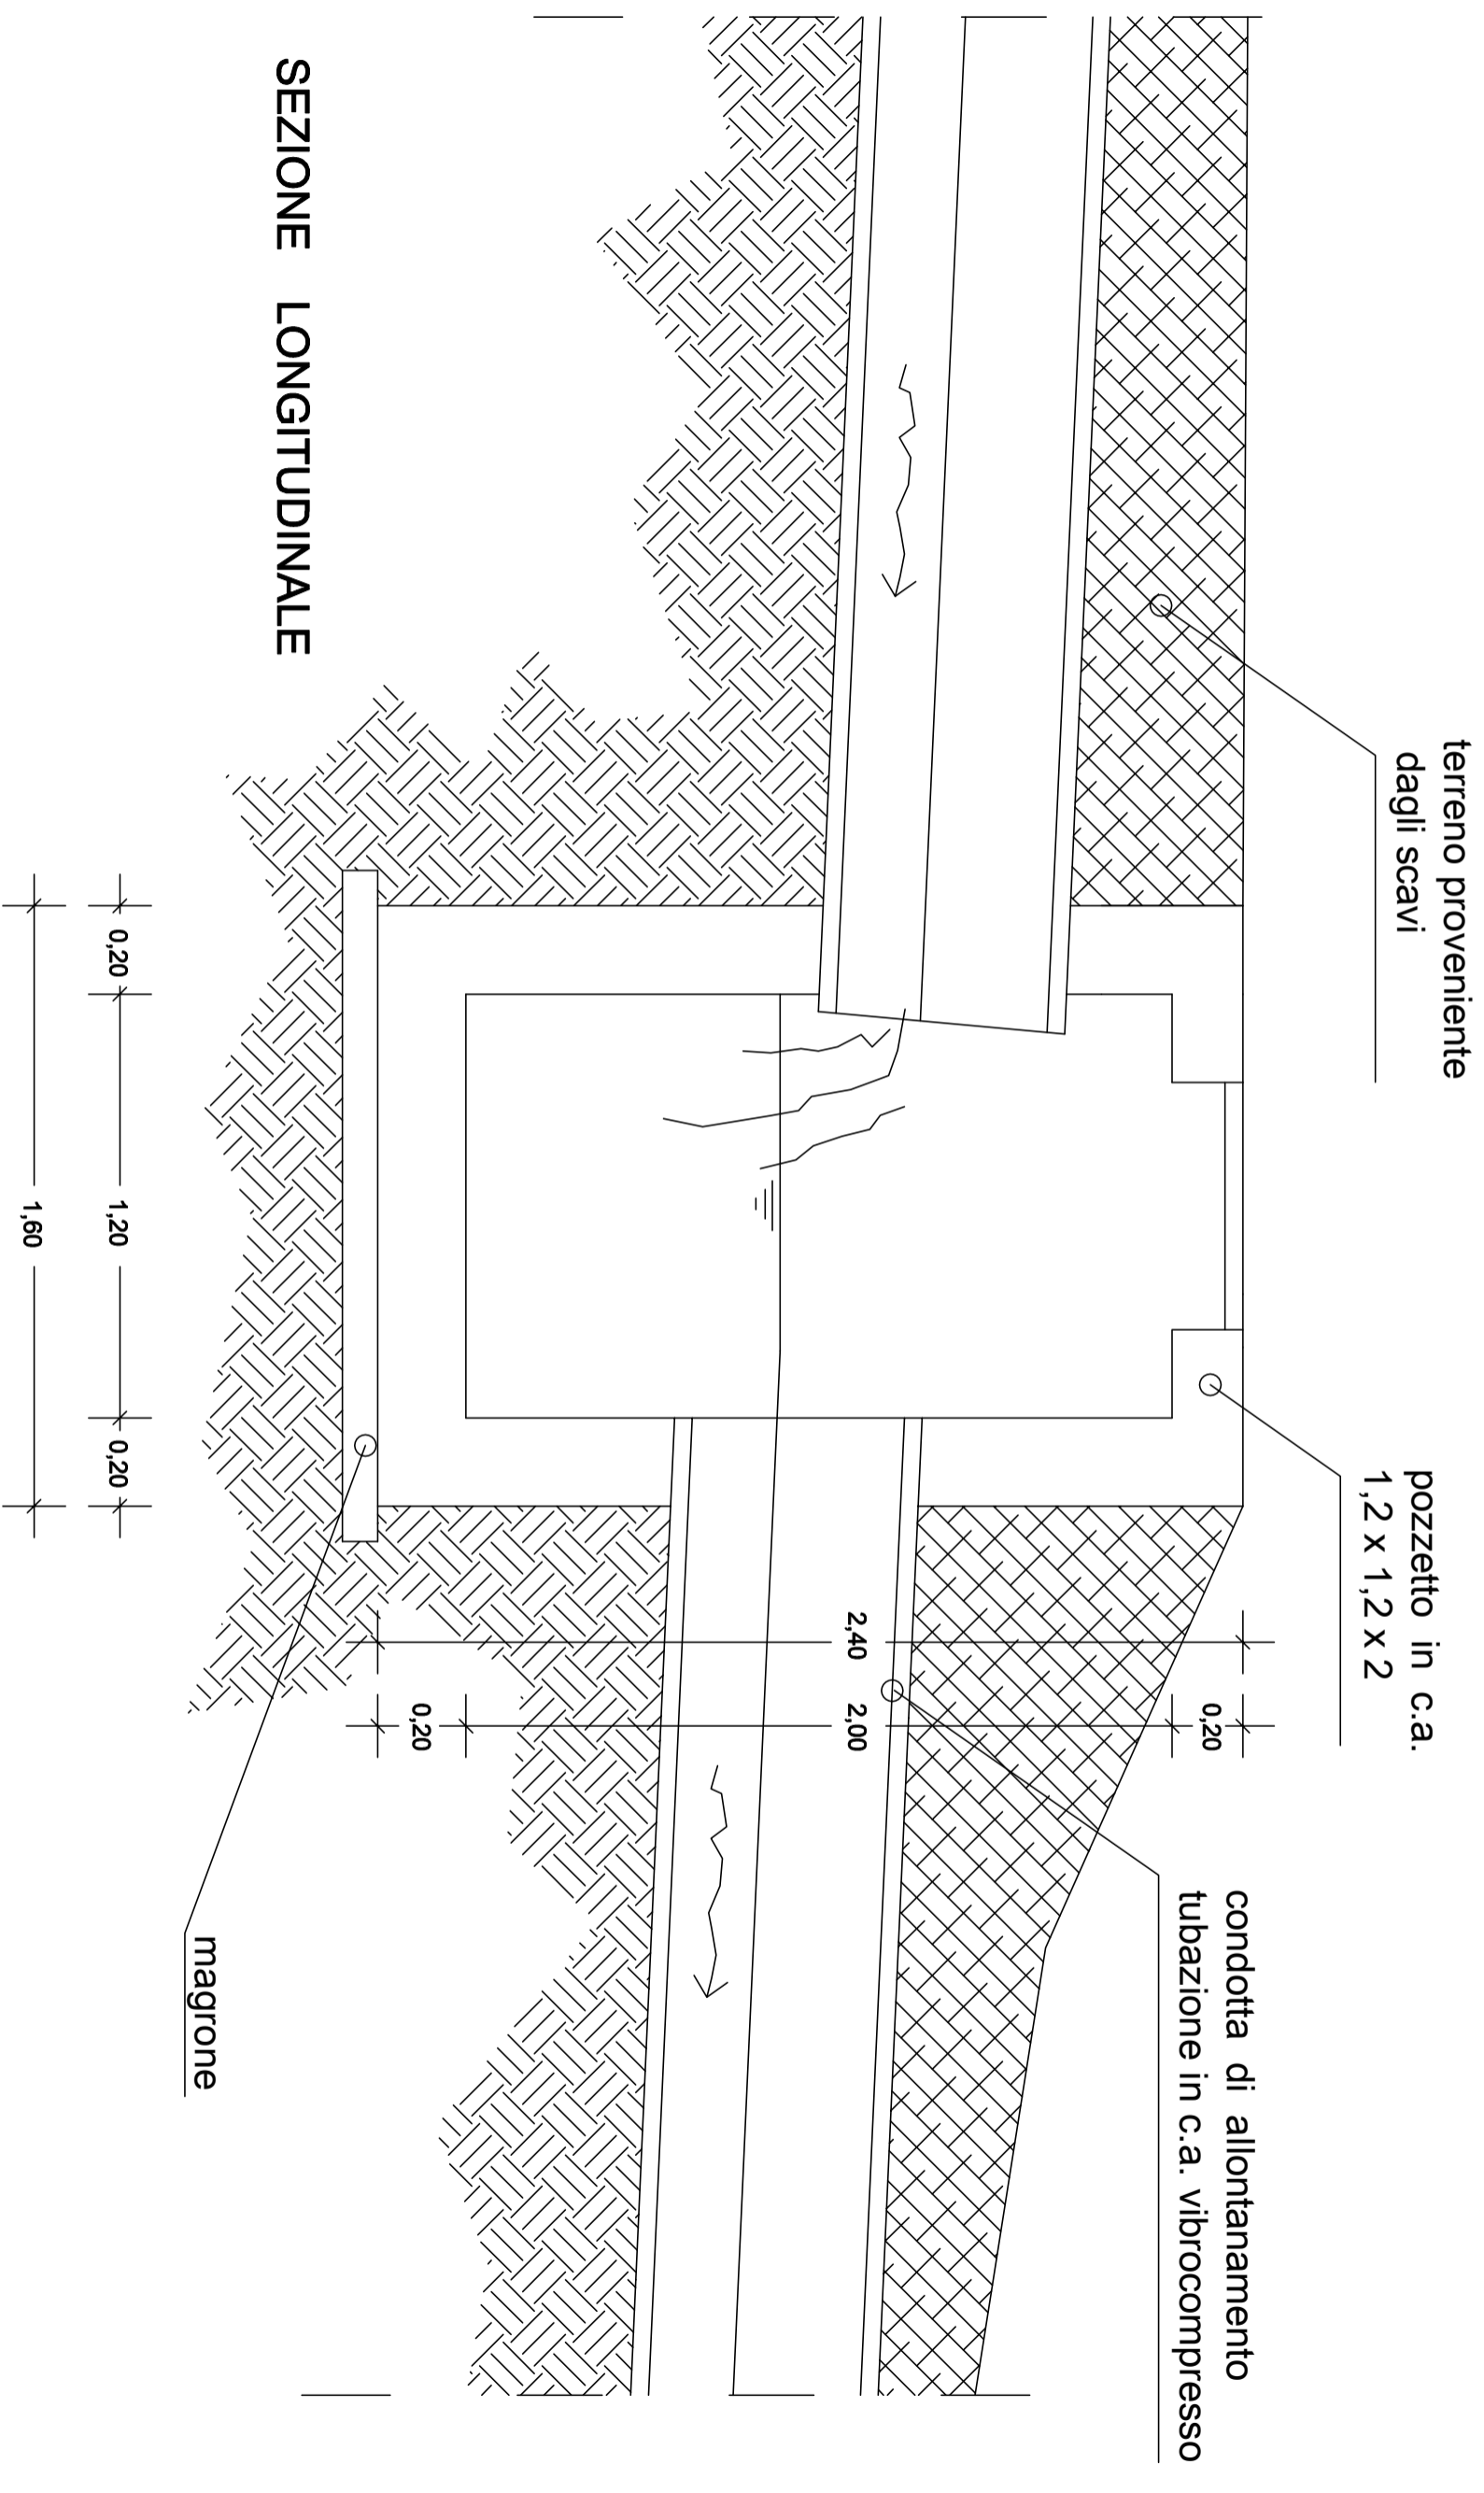 terreno proveniente
dagli scavi
pozzetto in c.a.
1,2 x 1,2 x 2
condotta di allontanamento
tubazione in c.a. vibrocompresso
2,40
0,20
2,00
0,20
magrone
0,20
1,20
0,20
1,60
SEZIONE LONGITUDINALE